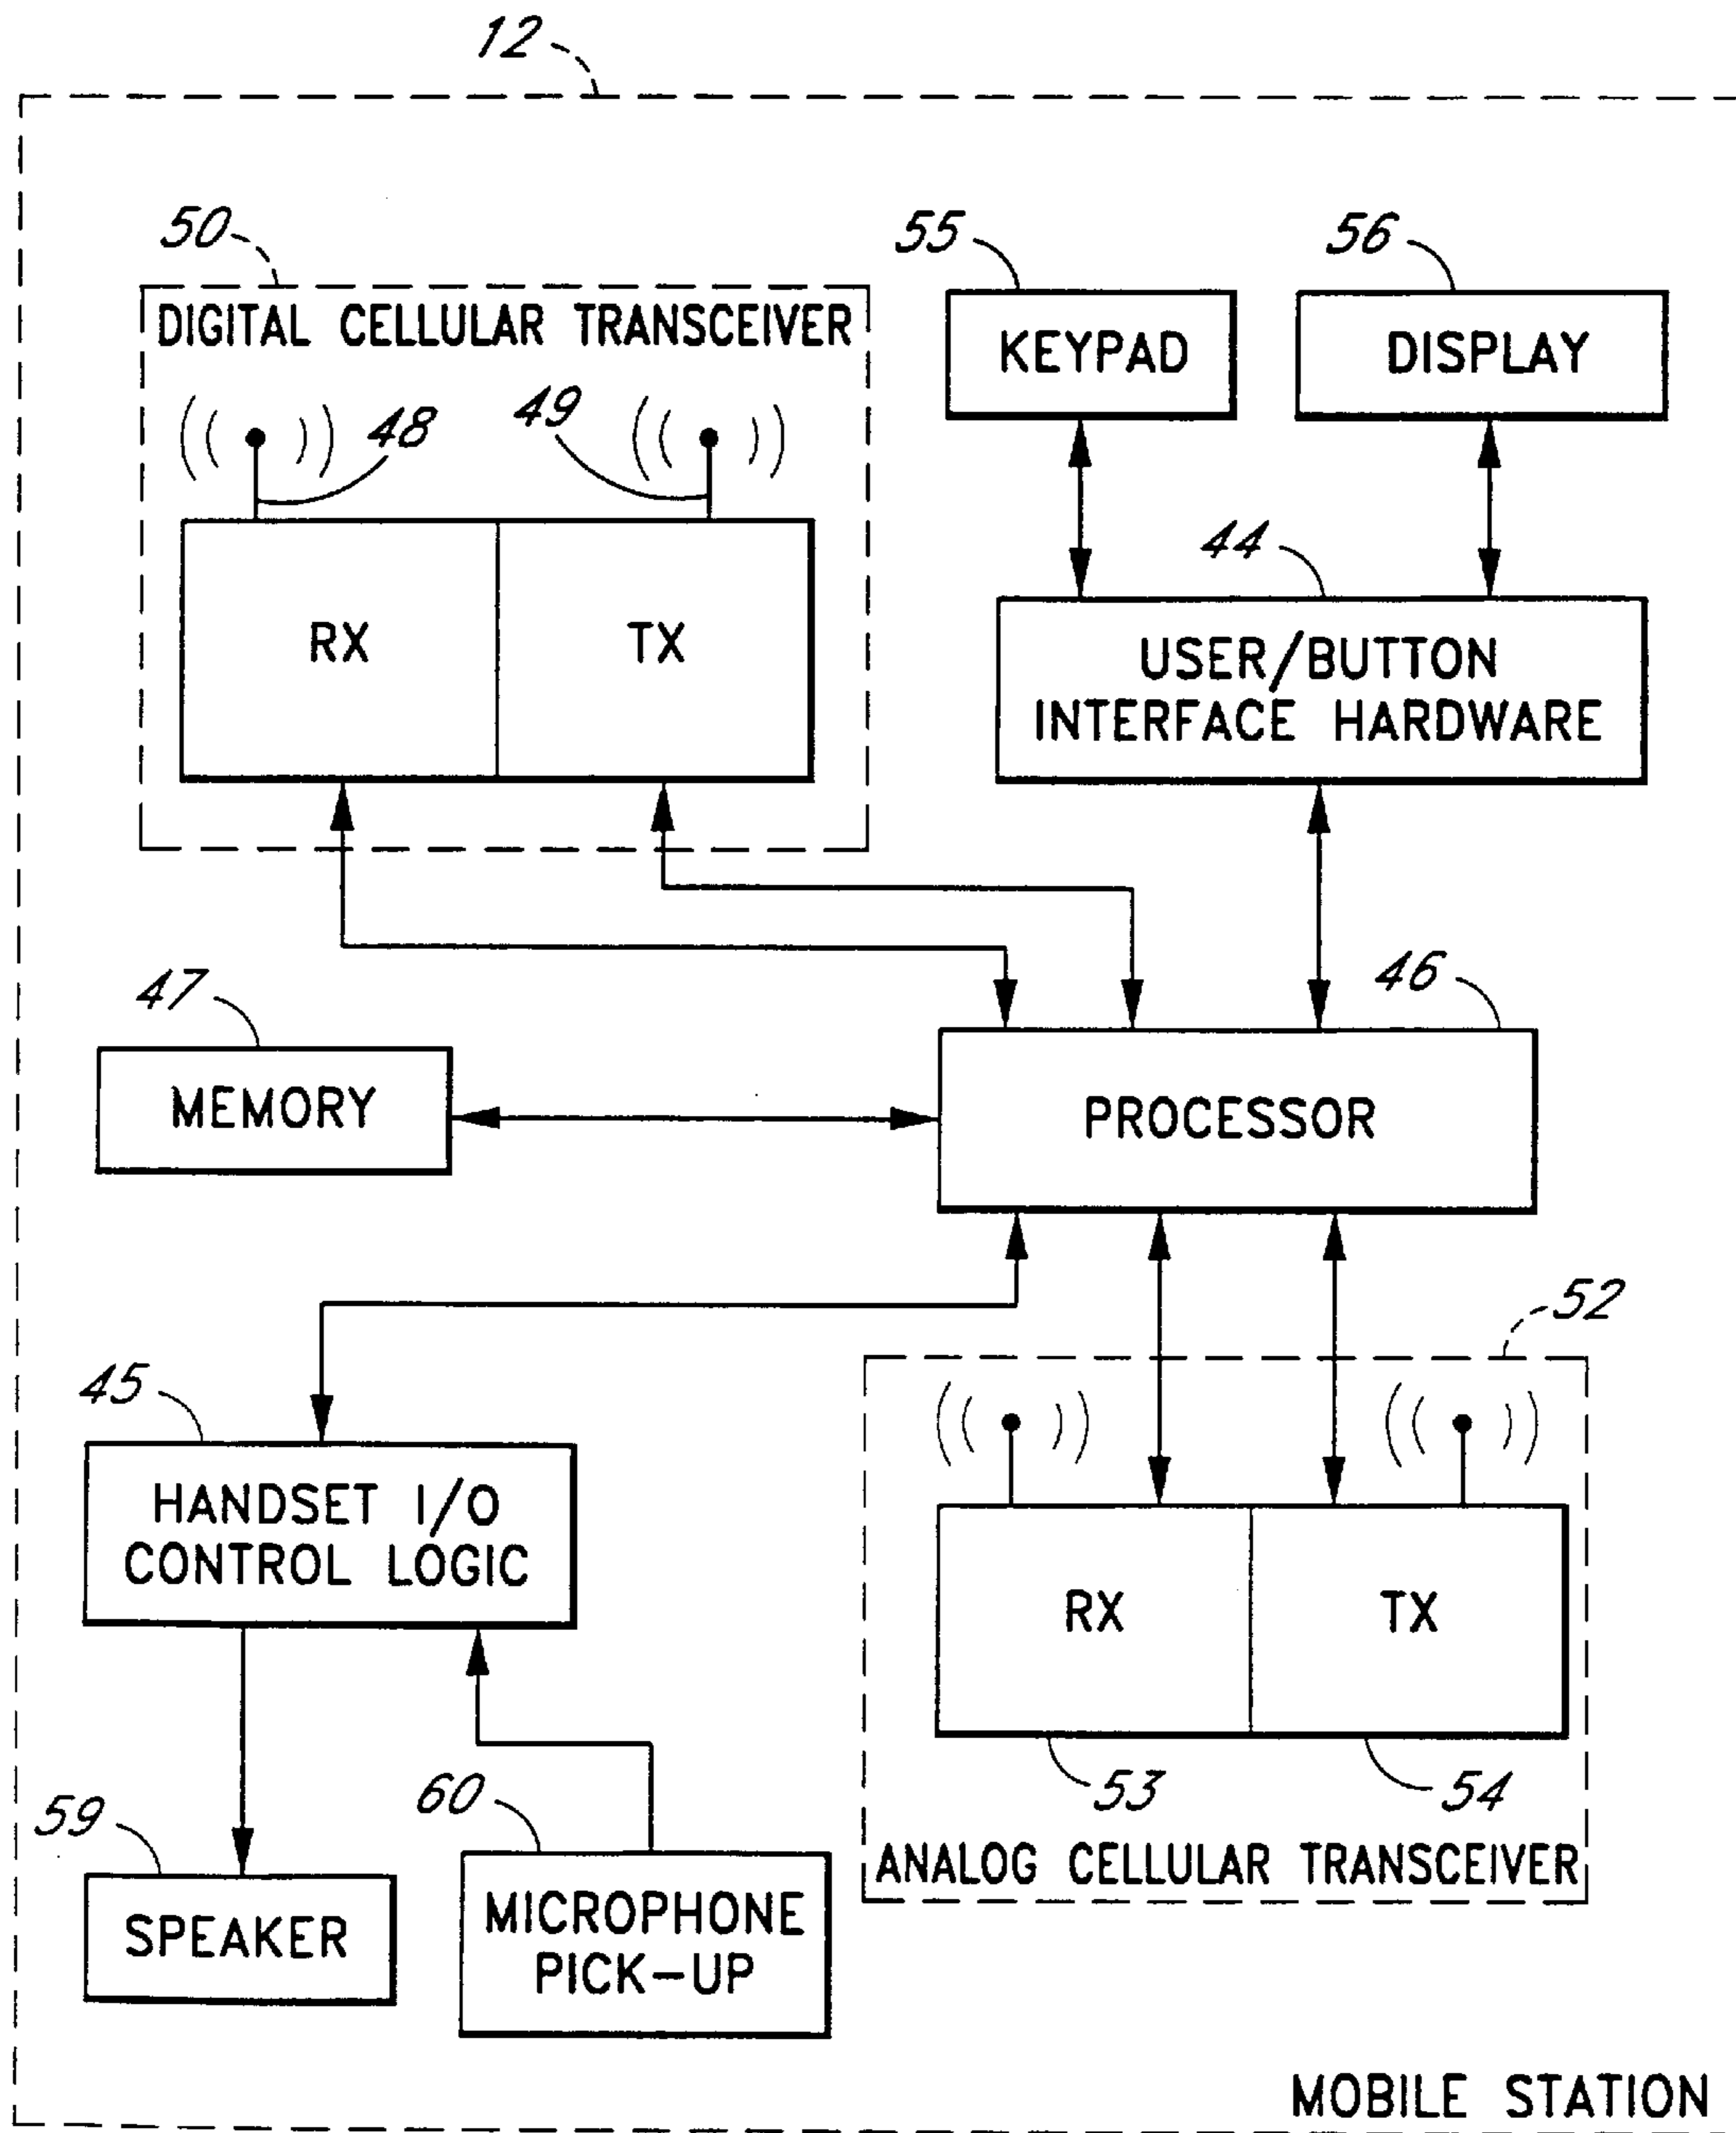 12
50
DIGITAL CELLULAR TRANSCEIVER
48
49
RX
TX
55
KEYPAD
56
DISPLAY
44
USER/BUTTON
INTERFACE HARDWARE
47
MEMORY
46
PROCESSOR
45
HANDSET I/O
CONTROL LOGIC
52
RX
TX
53
54
ANALOG CELLULAR TRANSCEIVER
59
SPEAKER
60
MICROPHONE
PICK-UP
MOBILE STATION